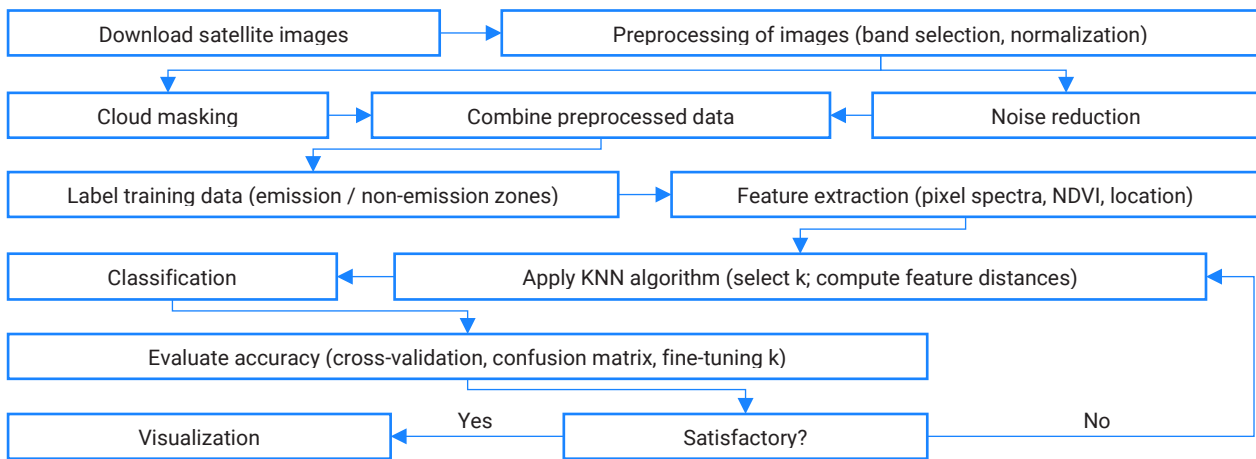 Download satellite images
Preprocessing of images (band selection, normalization)
Cloud masking
Combine preprocessed data
Noise reduction
Label training data (emission / non-emission zones)
Feature extraction (pixel spectra, NDVI, location)
Classification
Apply KNN algorithm (select k; compute feature distances)
Evaluate accuracy (cross-validation, confusion matrix, fine-tuning k)
Visualization
Yes
Satisfactory?
No